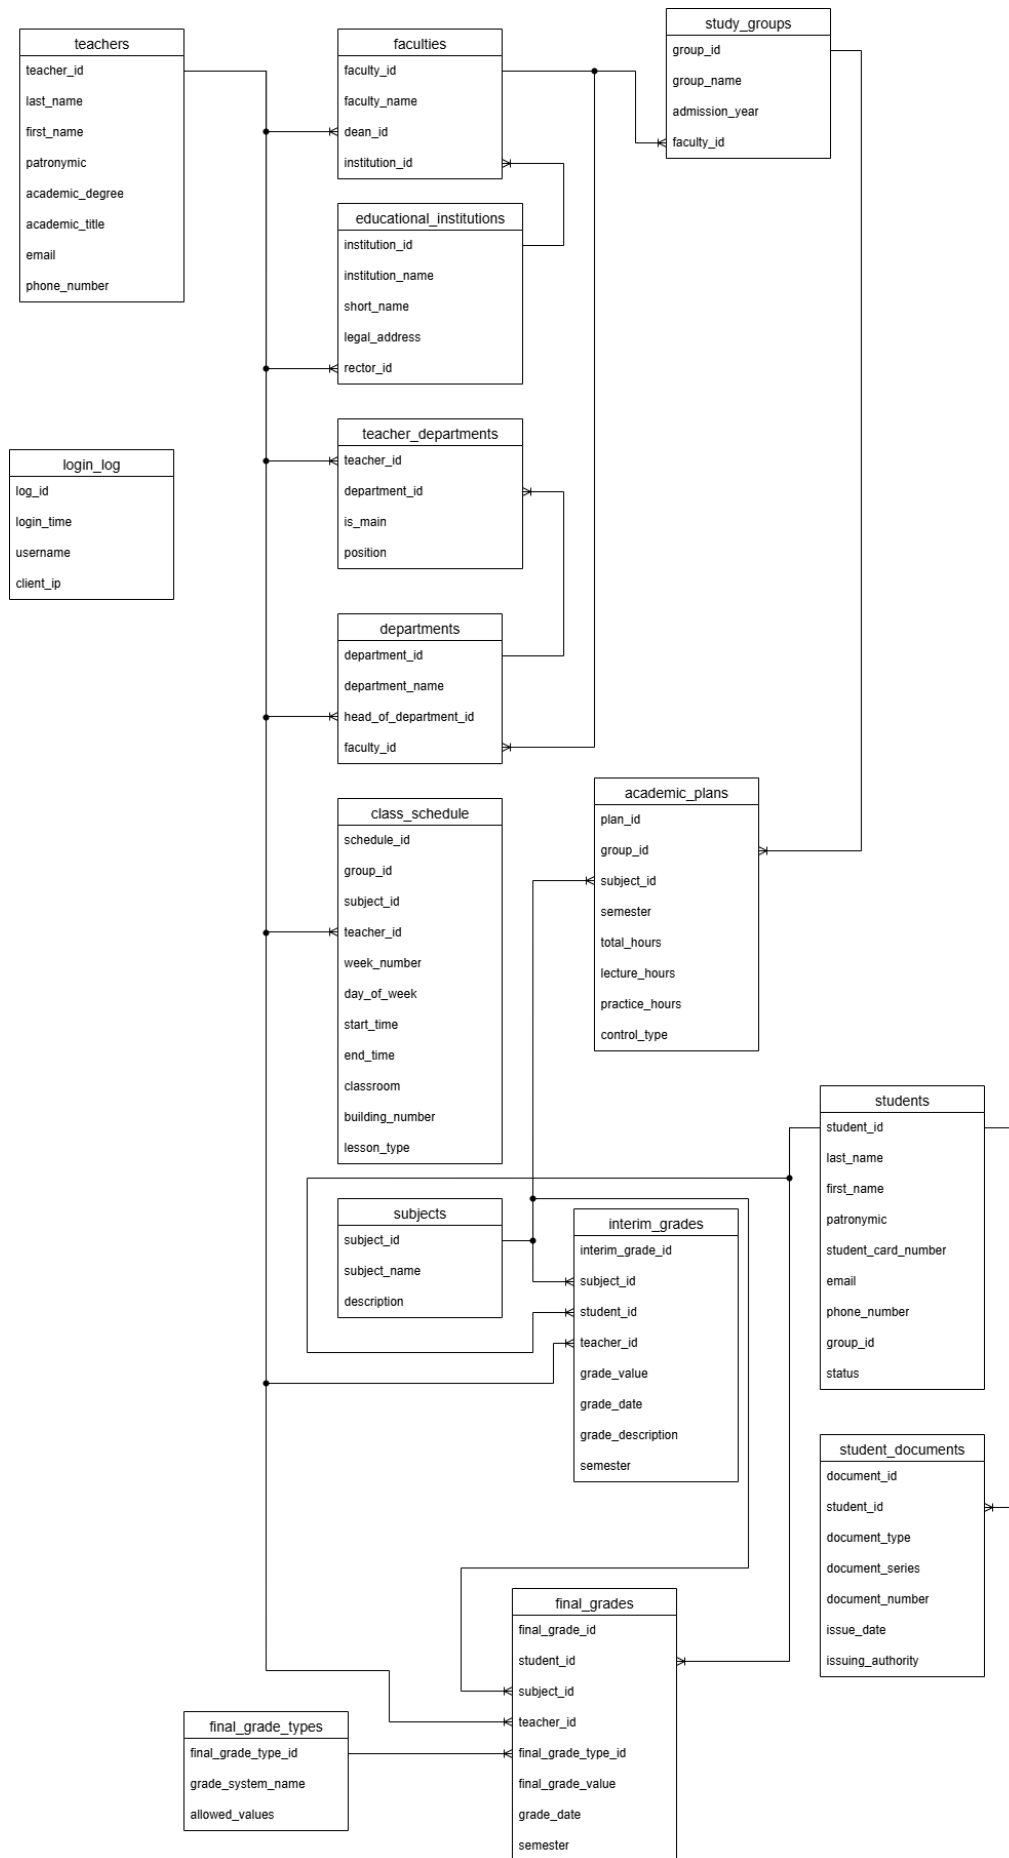 teachers
teacher_id
last_name
first_name
patronymic
academic_degree
academic_title
email
phone_number
faculties
faculty_id
faculty_name
dean_id
institution_id
study_groups
group_id
group_name
admission_year
faculty_id
educational_institutions
institution_id
institution_name
short_name
legal_address
rector_id
teacher_departments
teacher_id
department_id
is_main
position
login_log
log_id
login_time
username
client_ip
departments
department_id
department_name
head_of_department_id
faculty_id
academic_plans
plan_id
group_id
subject_id
semester
total_hours
lecture_hours
practice_hours
control_type
class_schedule
schedule_id
group_id
subject_id
teacher_id
week_number
day_of_week
start_time
end_time
classroom
building_number
lesson_type
students
student_id
last_name
first_name
patronymic
student_card_number
email
phone_number
group_id
status
subjects
subject_id
subject_name
description
interim_grades
interim_grade_id
subject_id
student_id
teacher_id
grade_value
grade_date
grade_description
semester
student_documents
document_id
student_id
document_type
document_series
document_number
issue_date
issuing_authority
final_grades
final_grade_id
student_id
subject_id
teacher_id
final_grade_type_id
final_grade_value
grade_date
semester
final_grade_types
final_grade_type_id
grade_system_name
allowed_values